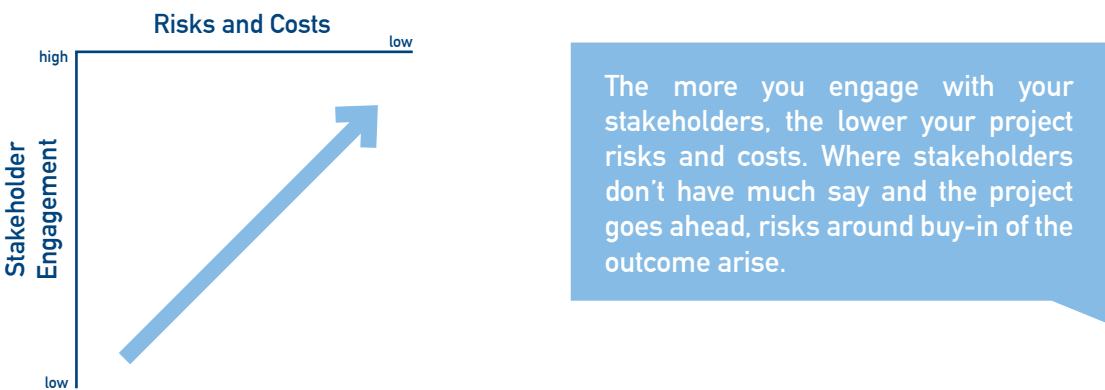 Risks and Costs
low
high
Stakeholder
Engagement
low
The more you engage with your
stakeholders, the lower your project
risks and costs. Where stakeholders
don’t have much say and the project
goes ahead, risks around buy-in of the
outcome arise.